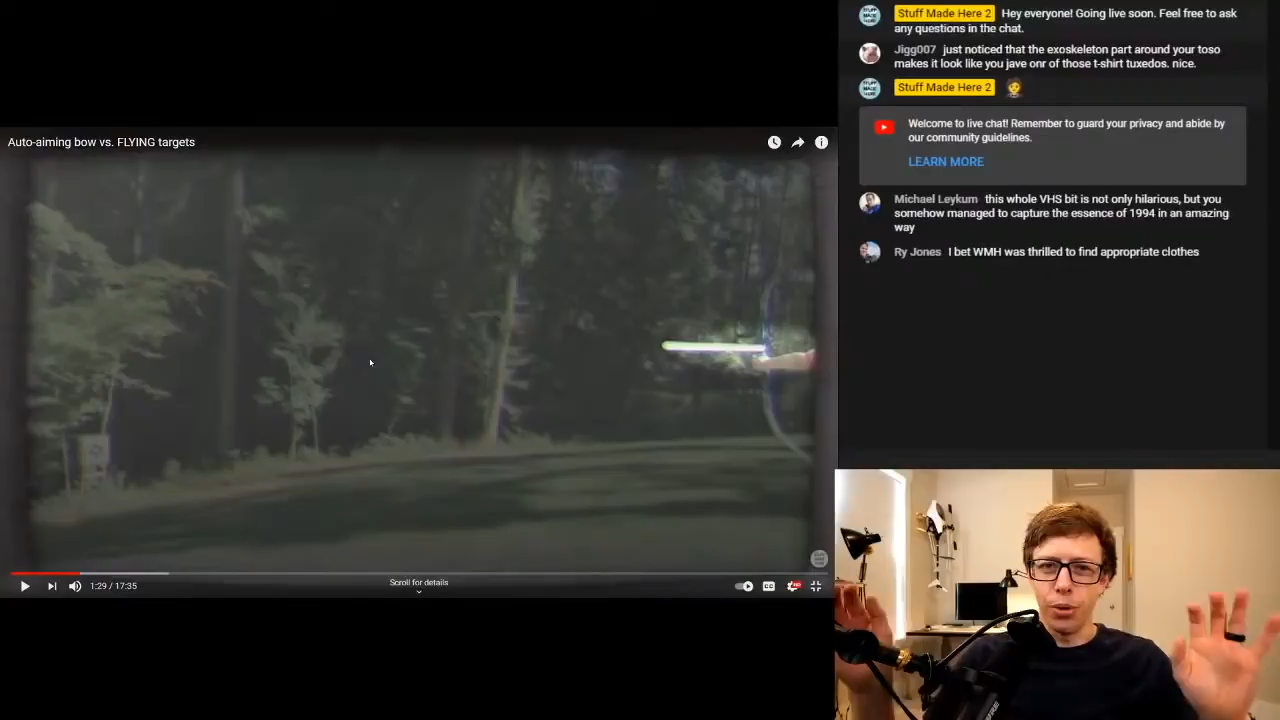 Auto-aiming bow vs. FLYING targets
1:29 / 17:35
Scroll for details
CC
HD
Stuff Made Here 2 Hey everyone! Going live soon. Feel free to ask
any questions in the chat.
Jigg007 just noticed that the exoskeleton part around your toso
makes it look like you jave onr of those t-shirt tuxedos. nice.
Stuff Made Here 2
Welcome to live chat! Remember to guard your privacy and abide by
our community guidelines.
LEARN MORE
Michael Leykum this whole VHS bit is not only hilarious, but you
somehow managed to capture the essence of 1994 in an amazing
way
Ry Jones I bet WMH was thrilled to find appropriate clothes